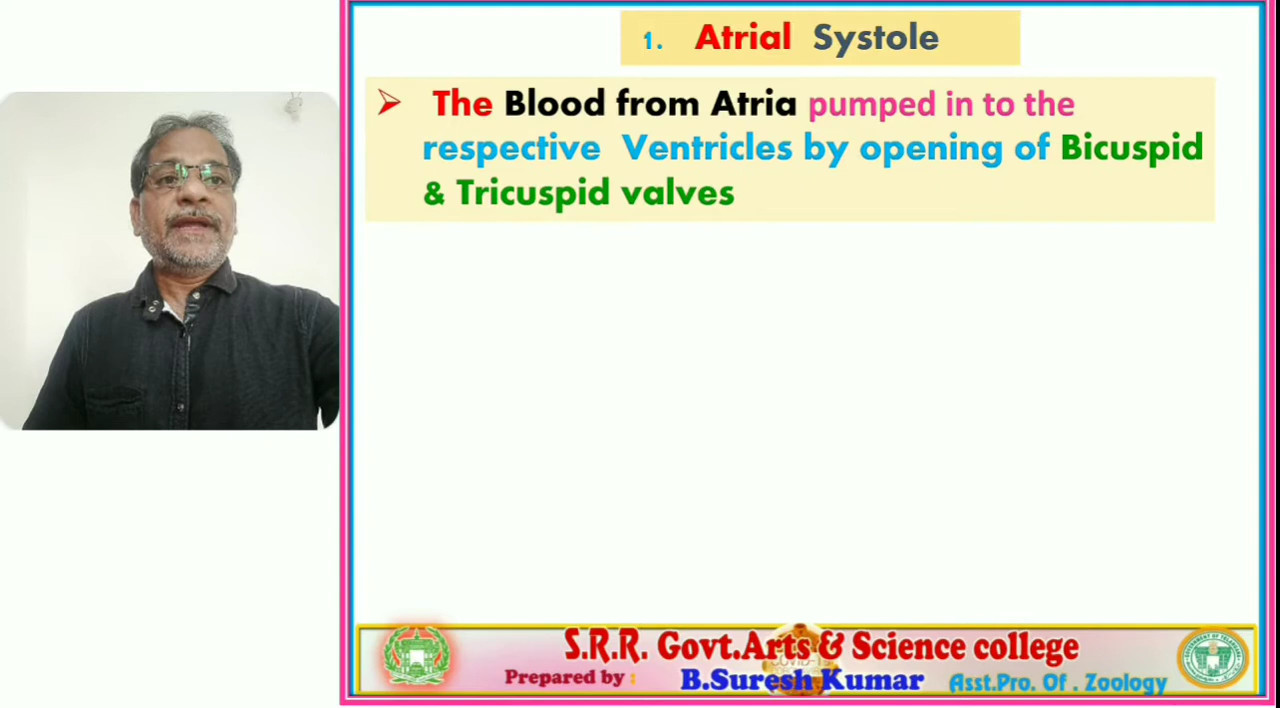 1. Atrial Systole
The Blood from Atria pumped in to the
respective Ventricles by opening of Bicuspid
& Tricuspid valves
S.R.R. Govt.Arts & Science college
Prepared by : B.Suresh Kumar Asst.Pro. Of . Zoology